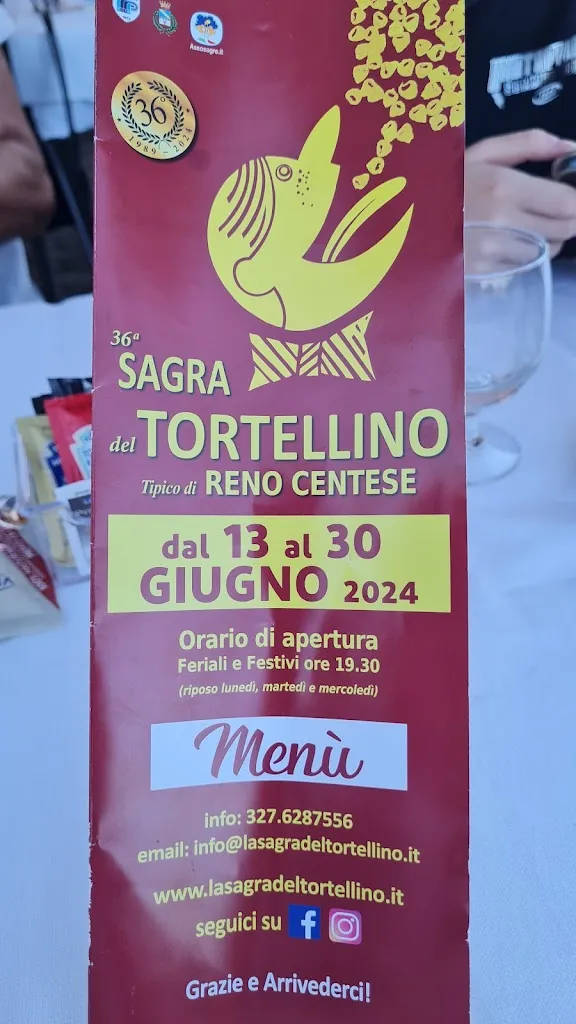 Assosagre.it
36°
1989 - 2024
36ª
SAGRA
del TORTELLINO
Tipico di RENO CENTESE
dal 13 al 30
GIUGNO 2024
Orario di apertura
Feriali e Festivi ore 19.30
(riposo lunedì, martedì e mercoledì)
Menù
info: 327.6287556
email: info@lasagradeltortellino.it
www.lasagradeltortellino.it
seguici su
Grazie e Arrivederci!